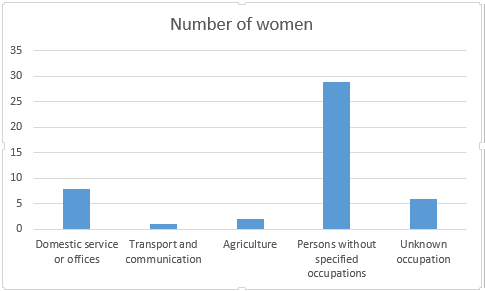 Number of women
35
30
25
20
15
10
5
0
Domestic service
or offices
Transport and
communication
Agriculture
Persons without
specified
occupations
Unknown
occupation